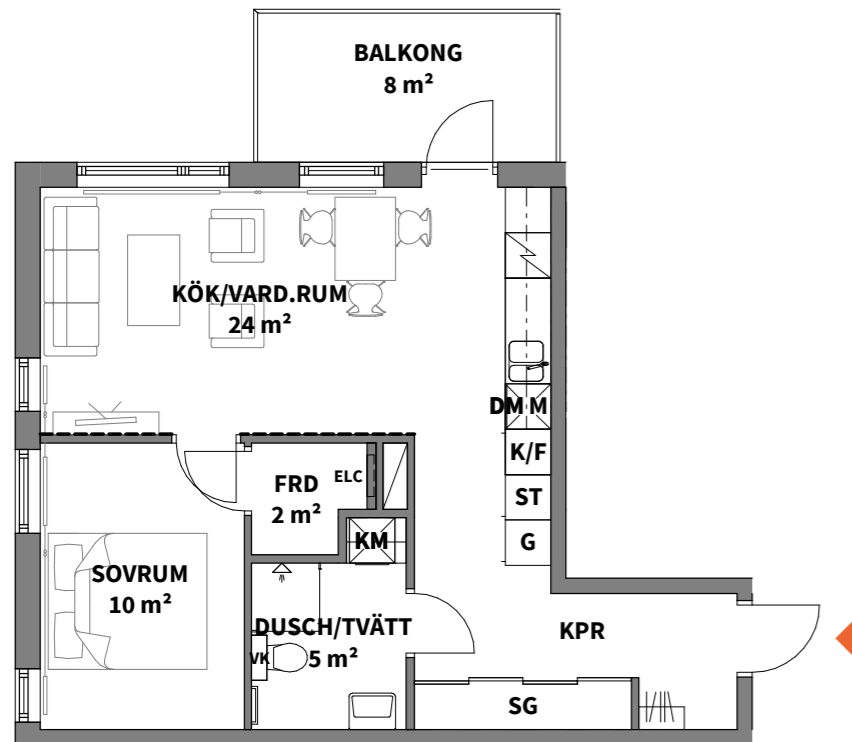 BALKONG
8 m²
KÖK/VARD.RUM
24 m²
DM M
K/F
ST
G
FRD
2 m²
ELC
KM
SOVRUM
10 m²
DUSCH/TVÄTT
5 m²
VK
KPR
SG